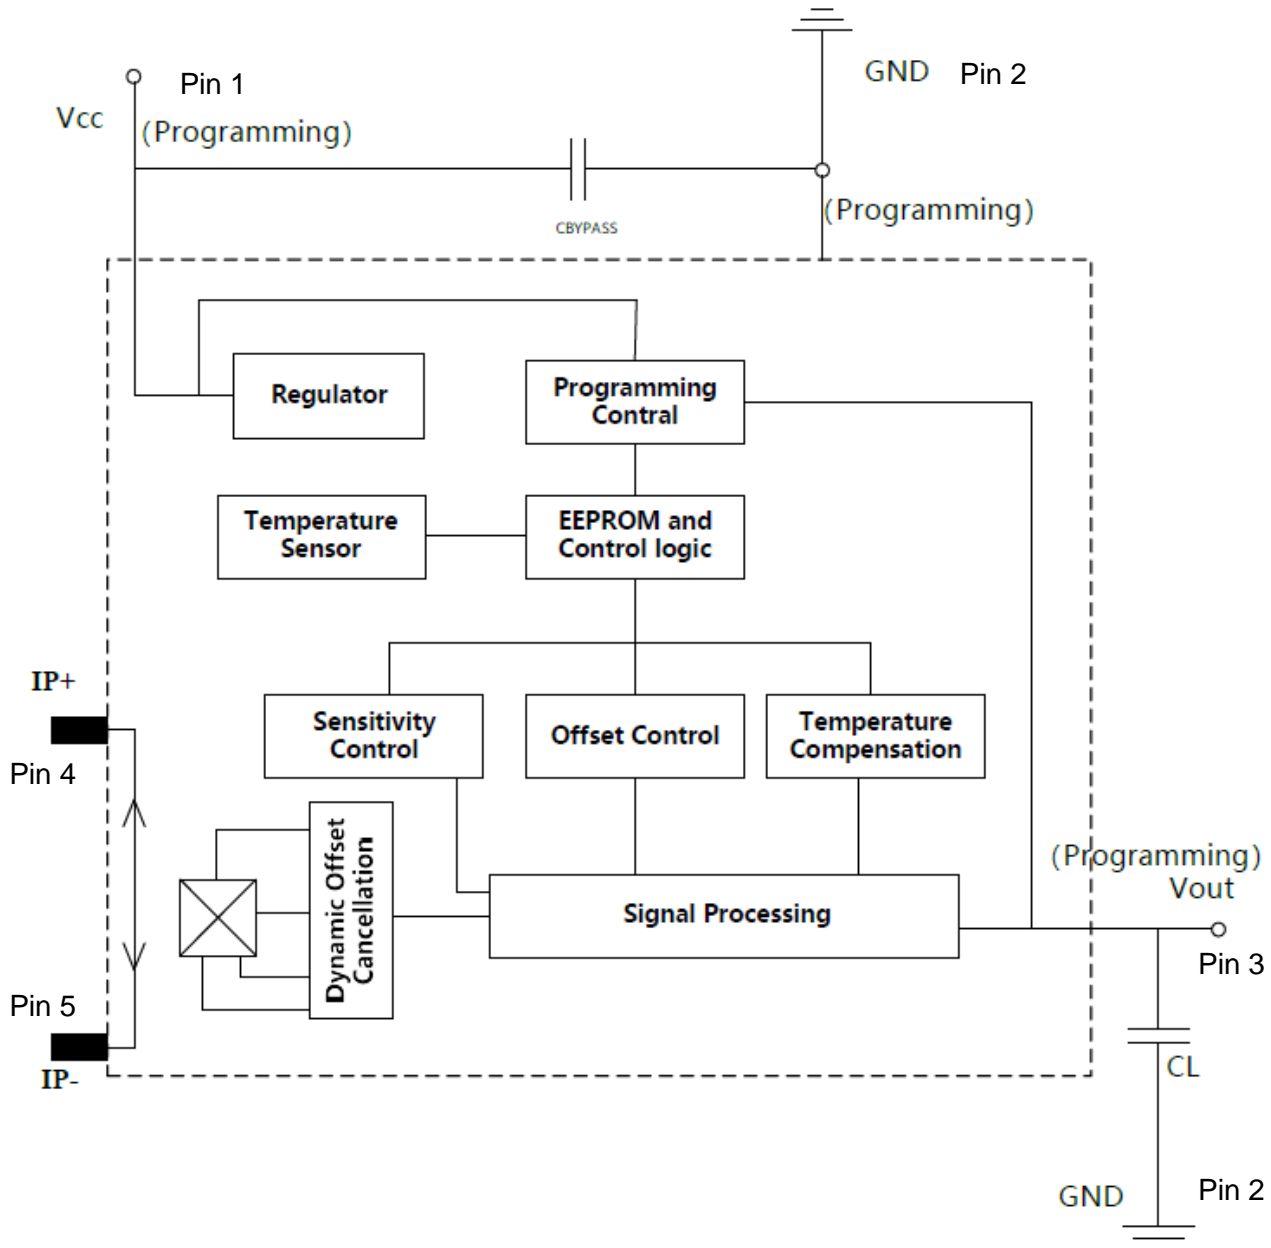 Pin 1
GND Pin 2
Vcc
(Programming)
(Programming)
CBYPASS
Regulator
Programming
Contral
Temperature
Sensor
EEPROM and
Control logic
IP+
Pin 4
Sensitivity
Control
Offset Control
Temperature
Compensation
Dynamic Offset
Cancellation
Signal Processing
(Programming)
Vout
Pin 3
Pin 5
IP-
CL
GND Pin 2